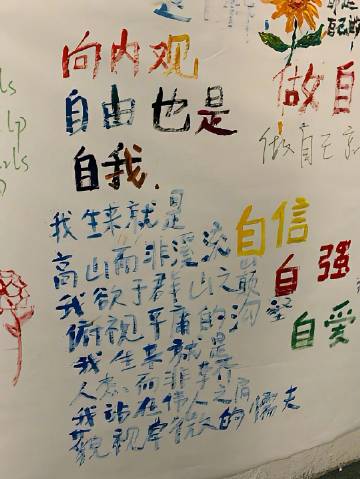 向内观
自由也是
自我.
做自
做自己
我生来就是
高山而非溪流
我欲于群山之巅
俯视平庸的沟壑
我生来就是
人杰而非草芥
我站在伟人之肩
藐视卑微的懦夫
自信
自强
自爱